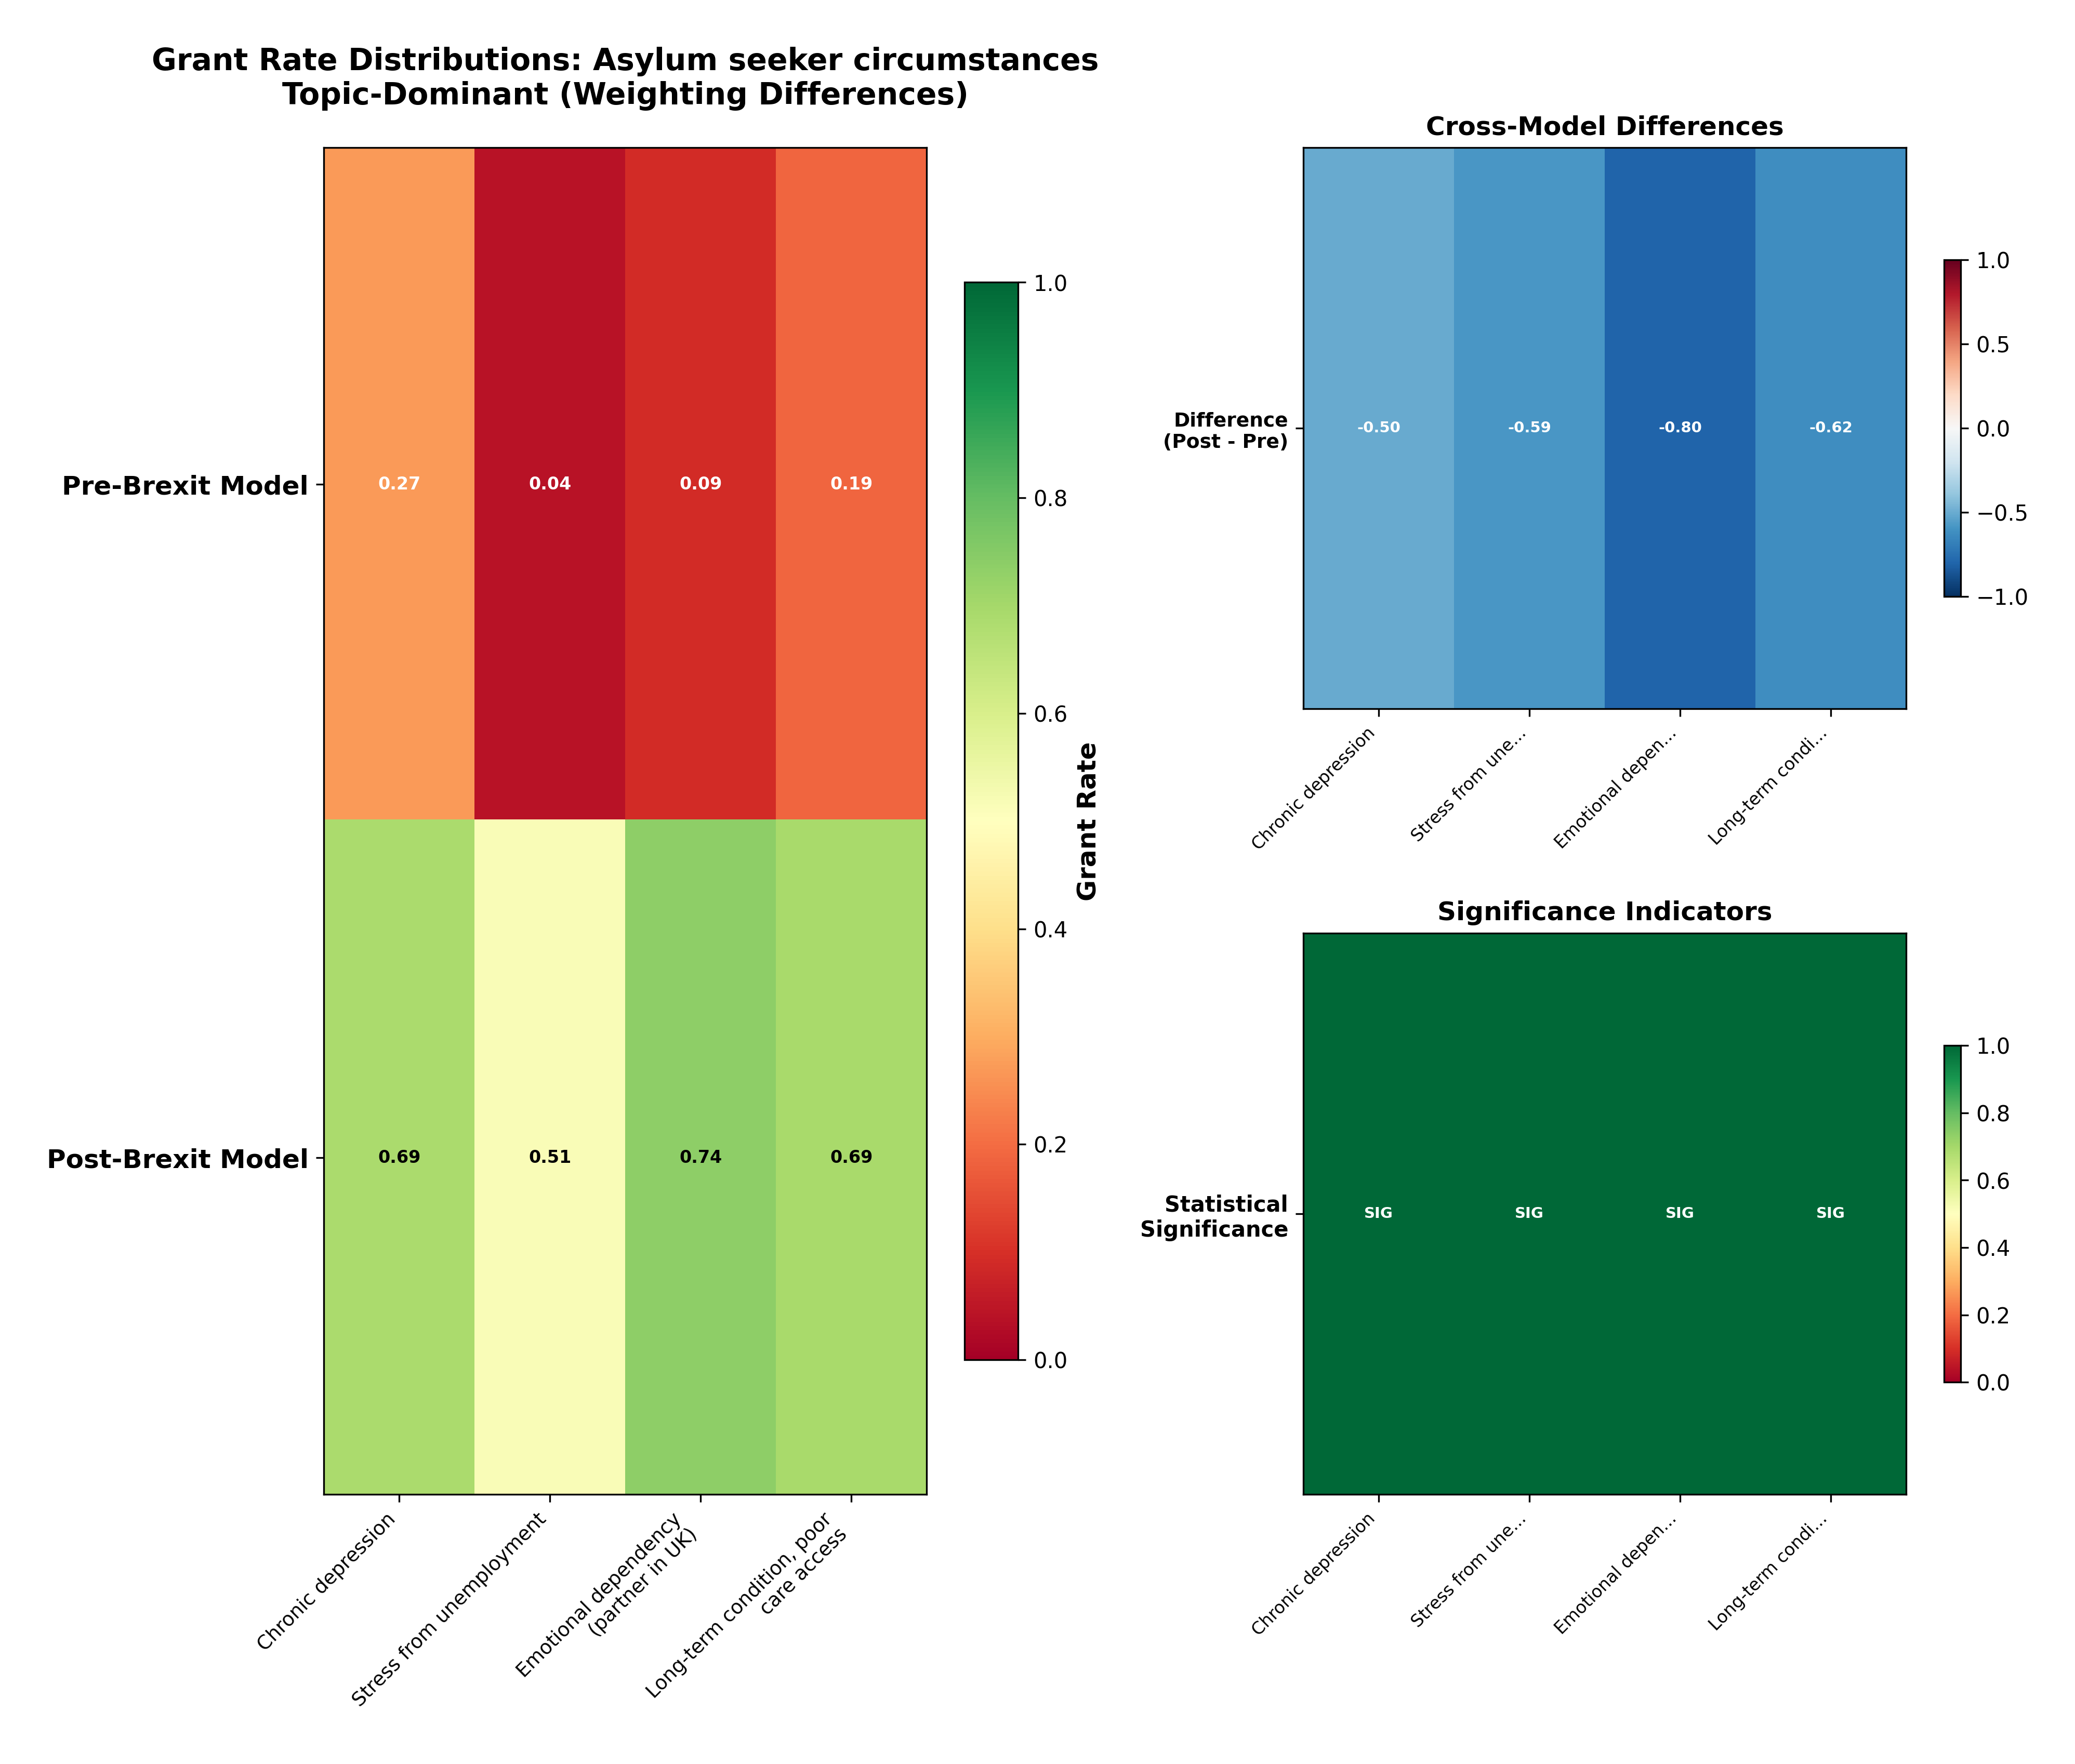 Grant Rate Distributions: Asylum seeker circumstances
Topic-Dominant (Weighting Differences)
Pre-Brexit Model
Post-Brexit Model
0.27 0.04 0.09 0.19
0.69 0.51 0.74 0.69
Chronic depression
Stress from unemployment
Emotional dependency
(partner in UK)
Long-term condition, poor
care access
1.0
0.8
0.6
0.4
0.2
0.0
Grant Rate
Cross-Model Differences
Difference
(Post - Pre)
-0.50 -0.59 -0.80 -0.62
Chronic depression
Stress from une...
Emotional depen...
Long-term condi...
1.0
0.5
0.0
−0.5
−1.0
Significance Indicators
Statistical
Significance
SIG SIG SIG SIG
Chronic depression
Stress from une...
Emotional depen...
Long-term condi...
1.0
0.8
0.6
0.4
0.2
0.0